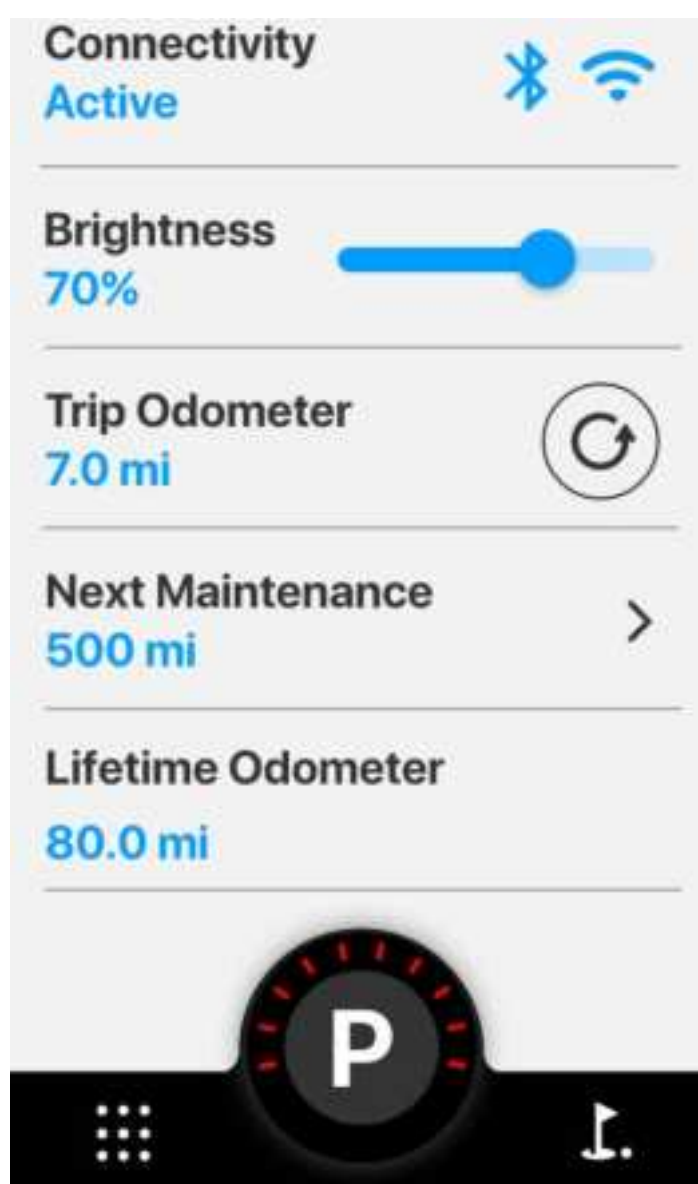 Connectivity
Active
Brightness
70%
Trip Odometer
7.0 mi
Next Maintenance
500 mi
Lifetime Odometer
80.0 mi
P